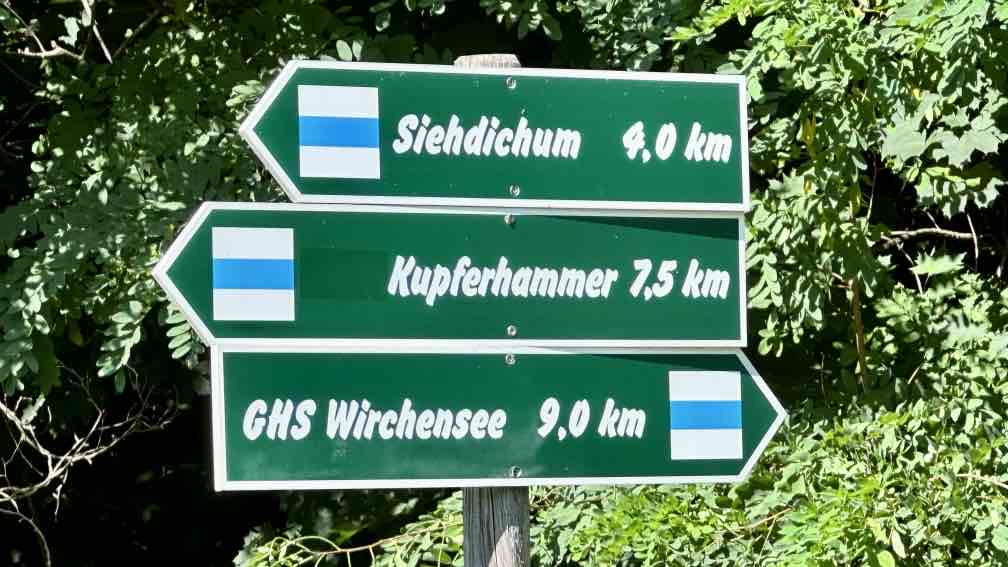 Siehdichum 4,0 km
Kupferhammer 7,5 km
GHS Wirchensee 9,0 km